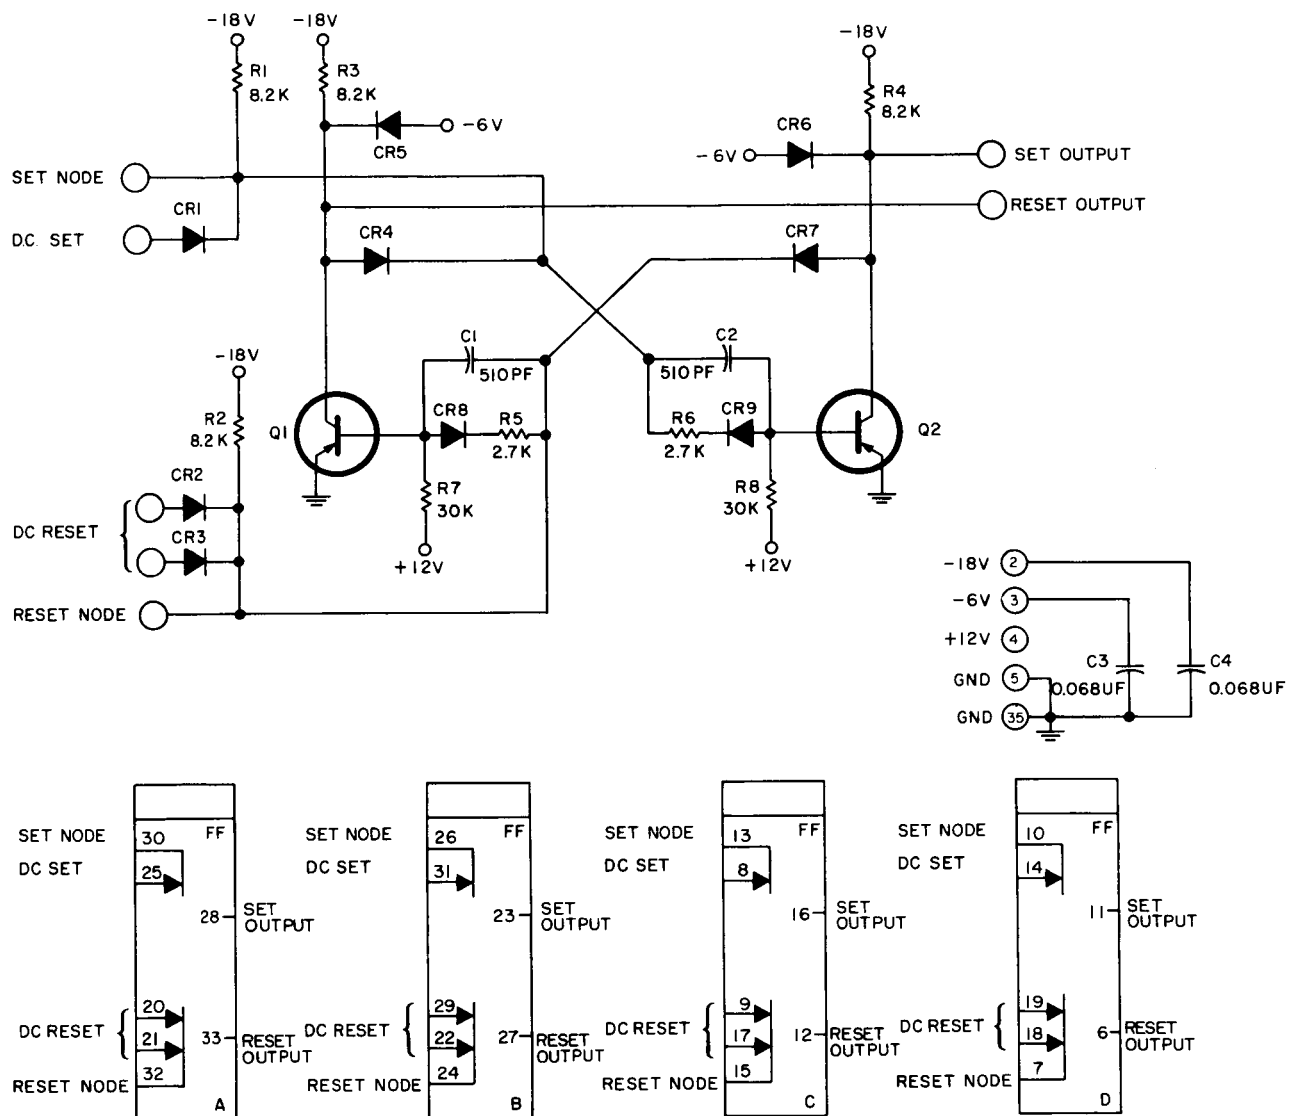 -18V
-18V
-18V
R1
8.2K
R3
8.2K
R4
8.2K
-6V
CR5
CR6
-6V
SET OUTPUT
SET NODE
RESET OUTPUT
CR1
D.C. SET
CR4
CR7
C1
510PF
C2
510PF
-18V
R2
8.2K
Q1
CR8
R5
2.7K
R6
2.7K
CR9
Q2
CR2
R7
30K
R8
30K
DC RESET
CR3
+12V
+12V
RESET NODE
-18V 2
-6V 3
+12V 4
GND 5
GND 35
C3
0.068UF
C4
0.068UF
SET NODE
30
FF
DC SET
25
28
SET
OUTPUT
20
DC RESET
21
33
RESET
OUTPUT
RESET NODE
32
A
SET NODE
26
FF
DC SET
31
23
SET
OUTPUT
29
DC RESET
22
27
RESET
OUTPUT
RESET NODE
24
B
SET NODE
13
FF
DC SET
8
16
SET
OUTPUT
9
DC RESET
17
12
RESET
OUTPUT
RESET NODE
15
C
SET NODE
10
FF
DC SET
14
11
SET
OUTPUT
19
DC RESET
18
6
RESET
OUTPUT
RESET NODE
7
D